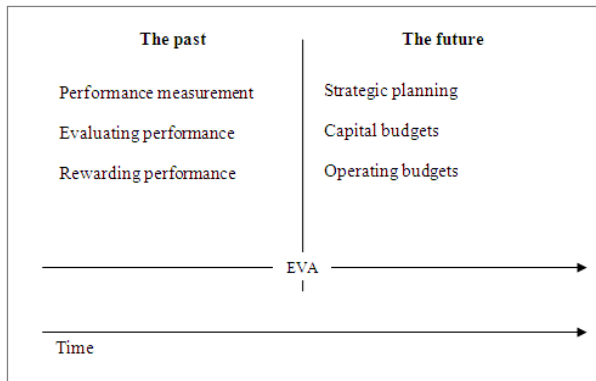 The past
The future
Performance measurement
Strategic planning
Evaluating performance
Capital budgets
Rewarding performance
Operating budgets
EVA
Time